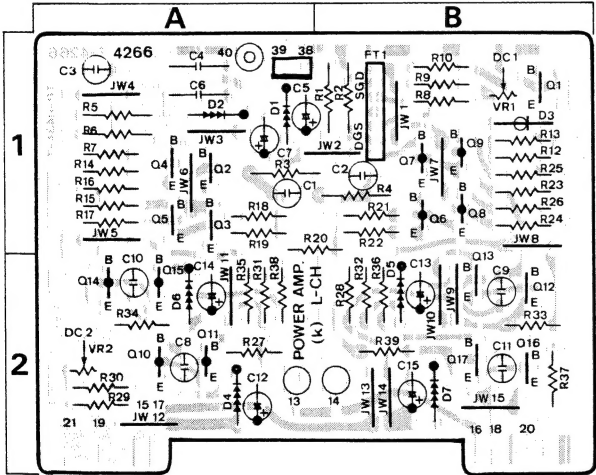 A B
1
2
4266
40
39 38
FT1
C3
C4
C6
JW4
R5
R6
R7
R14
R16
R15
R17
JW5
D2
JW3
D1
C5
C7
R1
R2
JW2
SGD
DGS
JW1
R10
R9
R8
DC1
VR1
Q1
D3
R13
R12
R25
R23
R26
R24
JW8
B
Q4
E
JW6
B
Q2
E
B
Q5
E
B
Q3
E
R3
C1
C2
R4
R18
R19
R21
R22
R20
B
Q7
E
JW7
B
Q9
E
B
Q6
E
B
Q8
E
B
Q14
E
C10
B
Q15
E
C14
D6
JW11
R35
R31
R38
POWER AMP.
(k) L-CH
R28
R32
R36
D5
C13
JW10
JW9
Q13
B
E
C9
B
Q12
E
R33
R34
DC2
VR2
R30
R29
21 19
15 17
JW12
B
Q10
E
C8
Q11
B
E
R27
D4
C12
13
14
R39
JW13
JW14
C15
D7
B
Q17
E
C11
Q16
B
E
R37
JW15
16 18 20